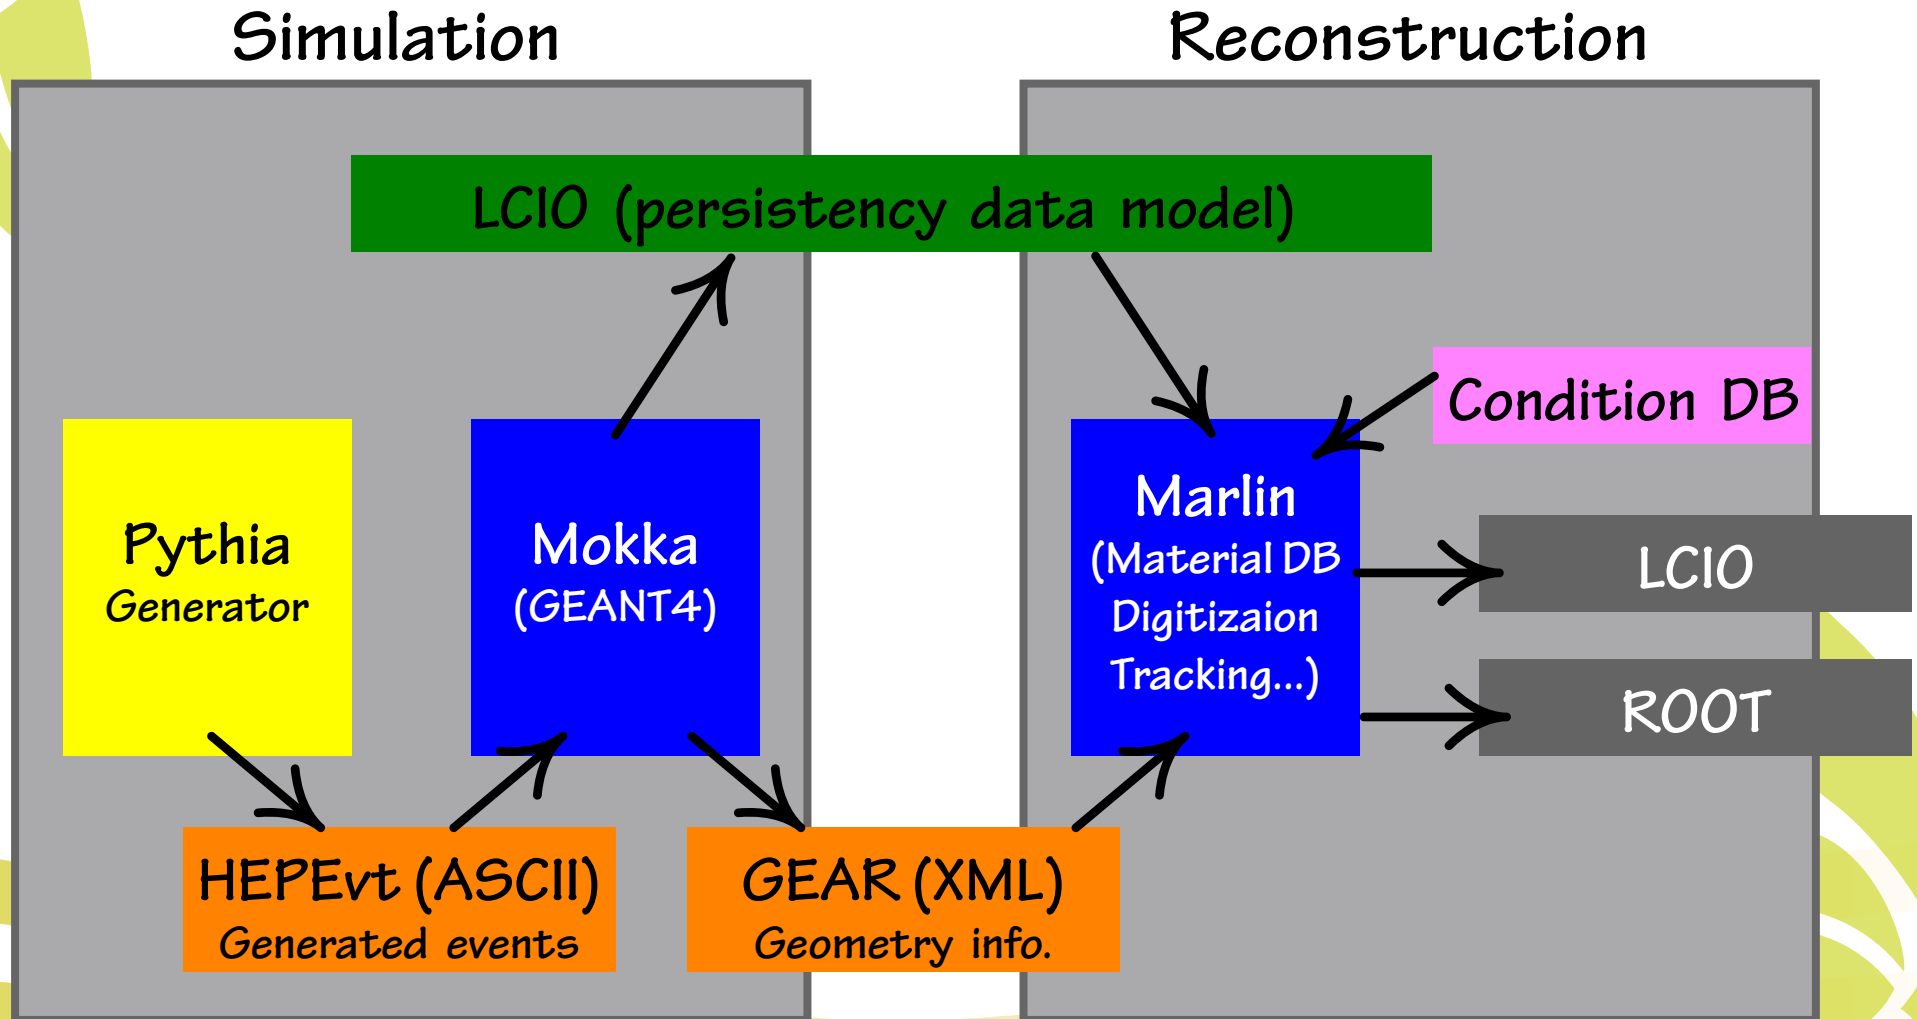 Simulation
Reconstruction
LCIO (persistency data model)
Condition DB
Pythia
Generator
Mokka
(GEANT4)
Marlin
(Material DB
Digitizaion
Tracking...)
LCIO
ROOT
HEPEvt (ASCII)
Generated events
GEAR (XML)
Geometry info.